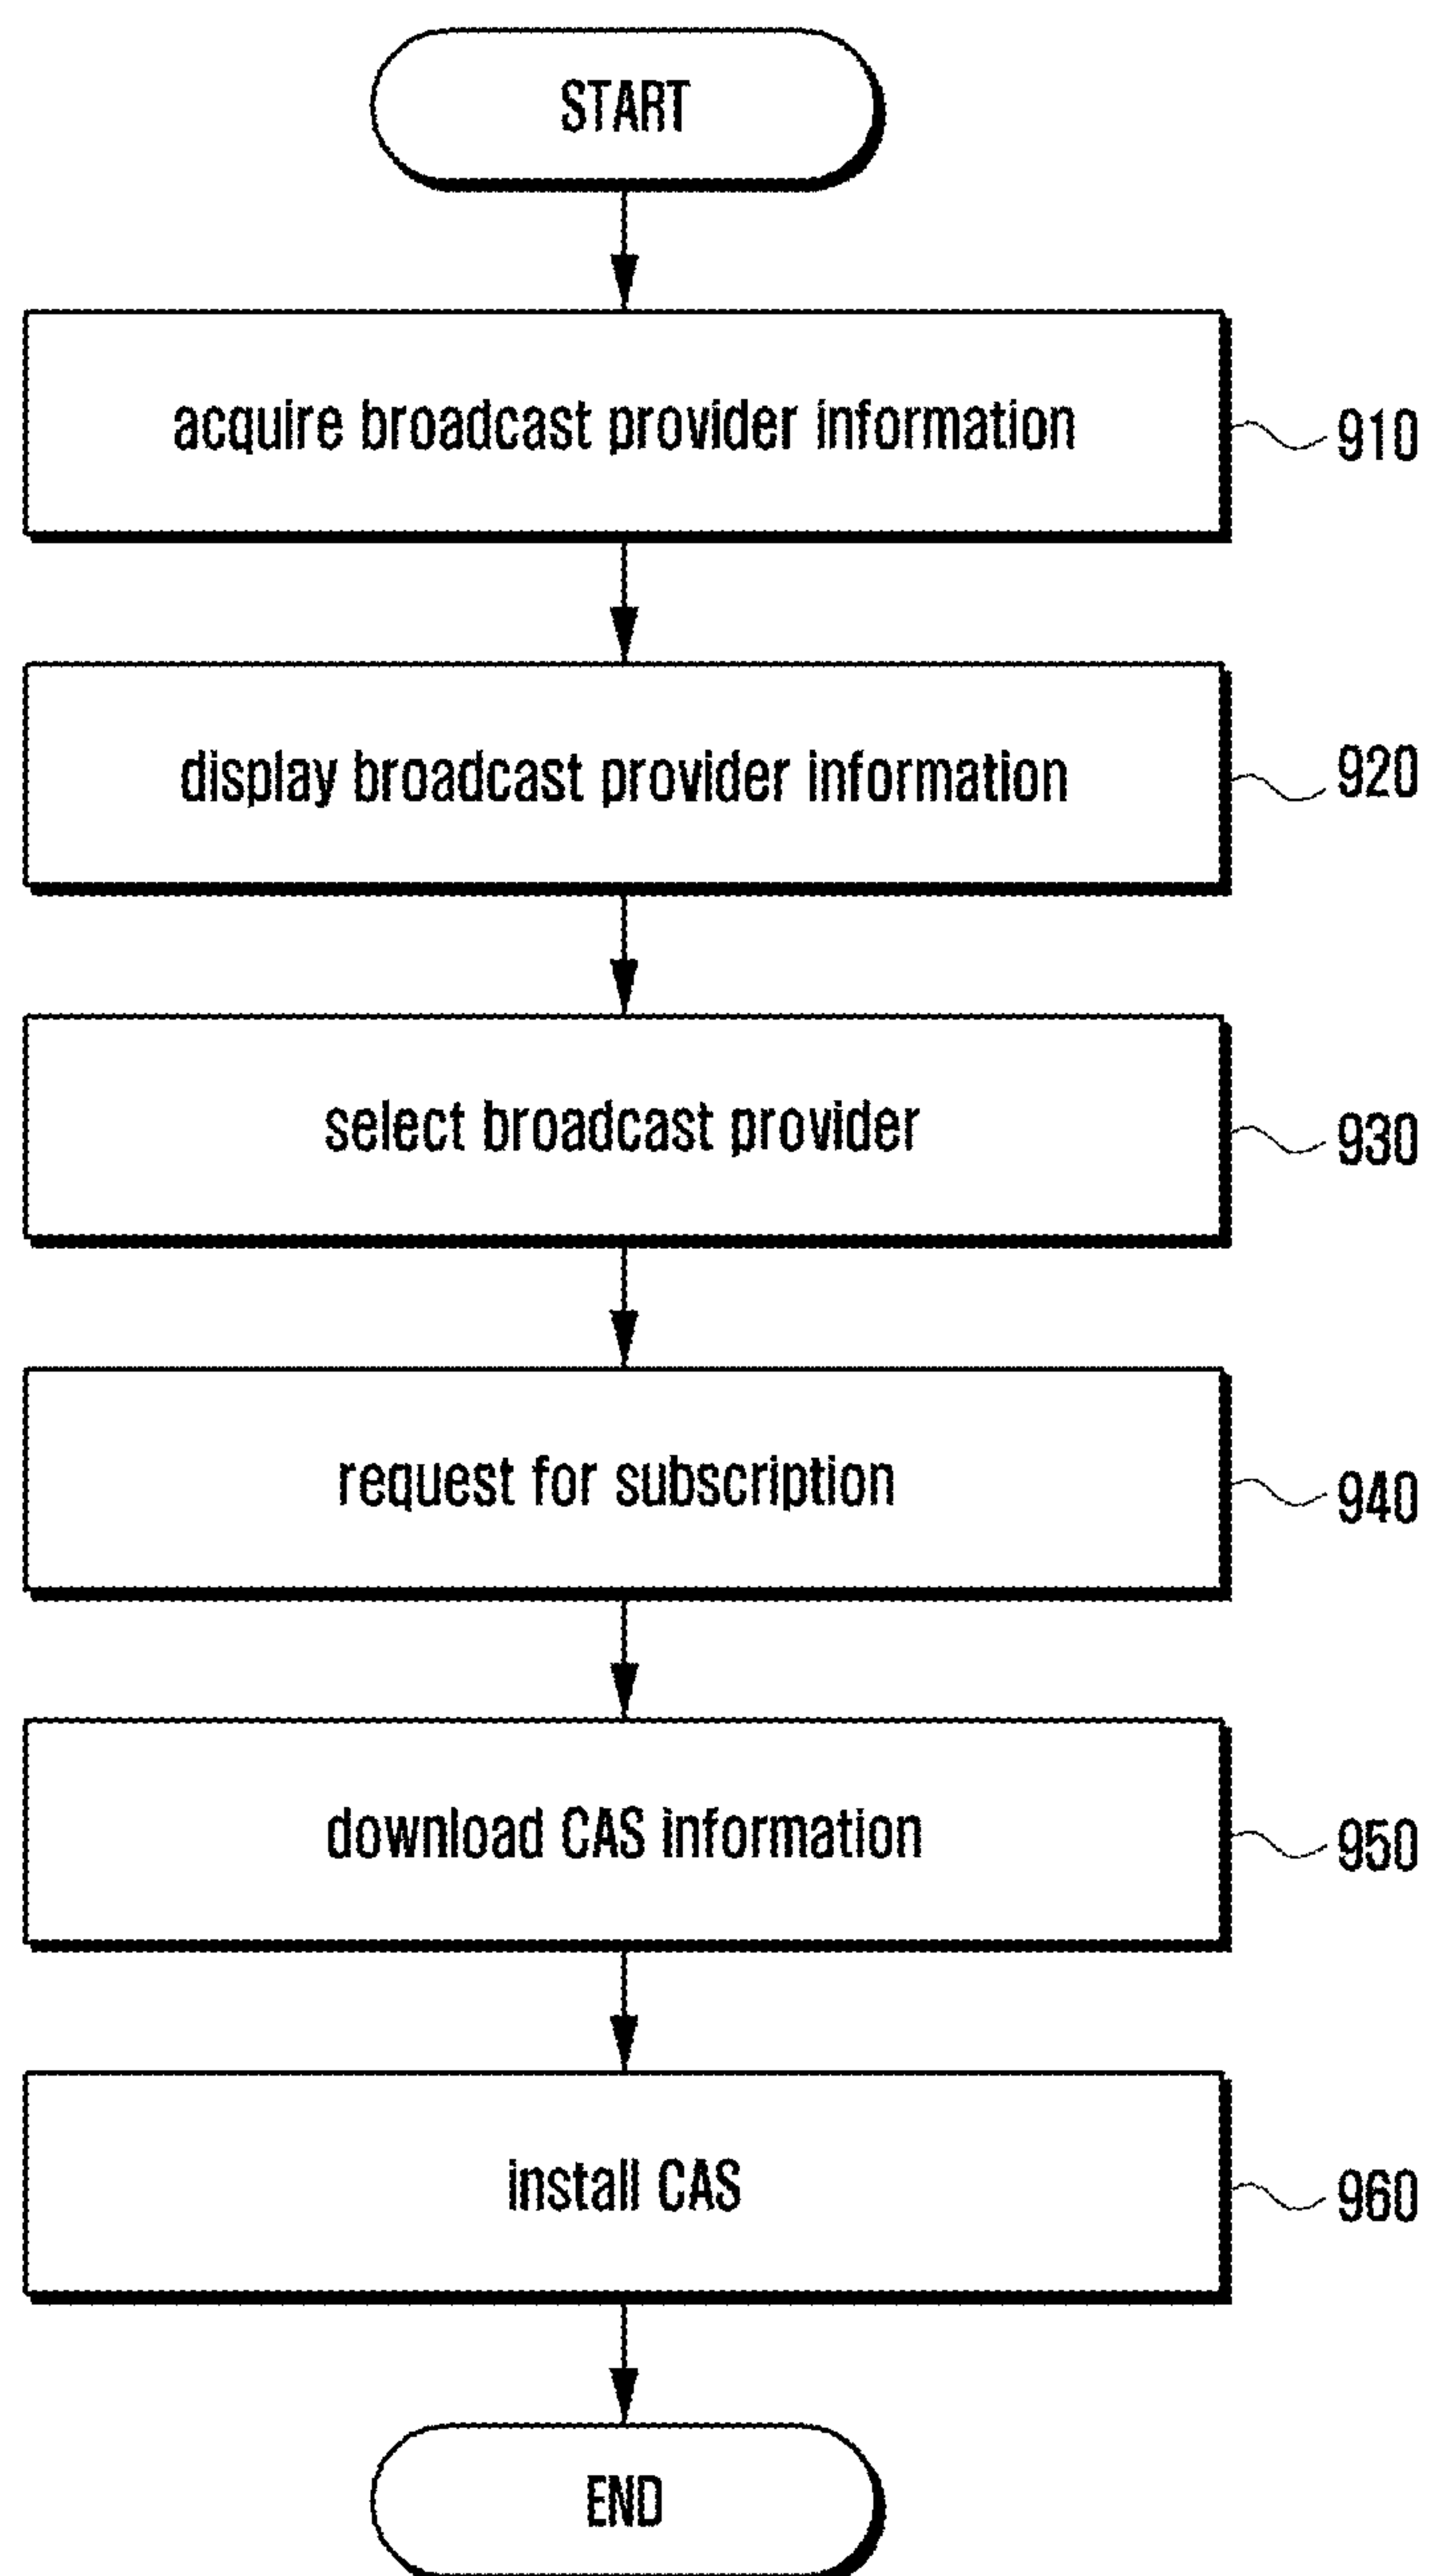 START
acquire broadcast provider information
910
display broadcast provider information
920
select broadcast provider
930
request for subscription
940
download CAS information
950
install CAS
960
END